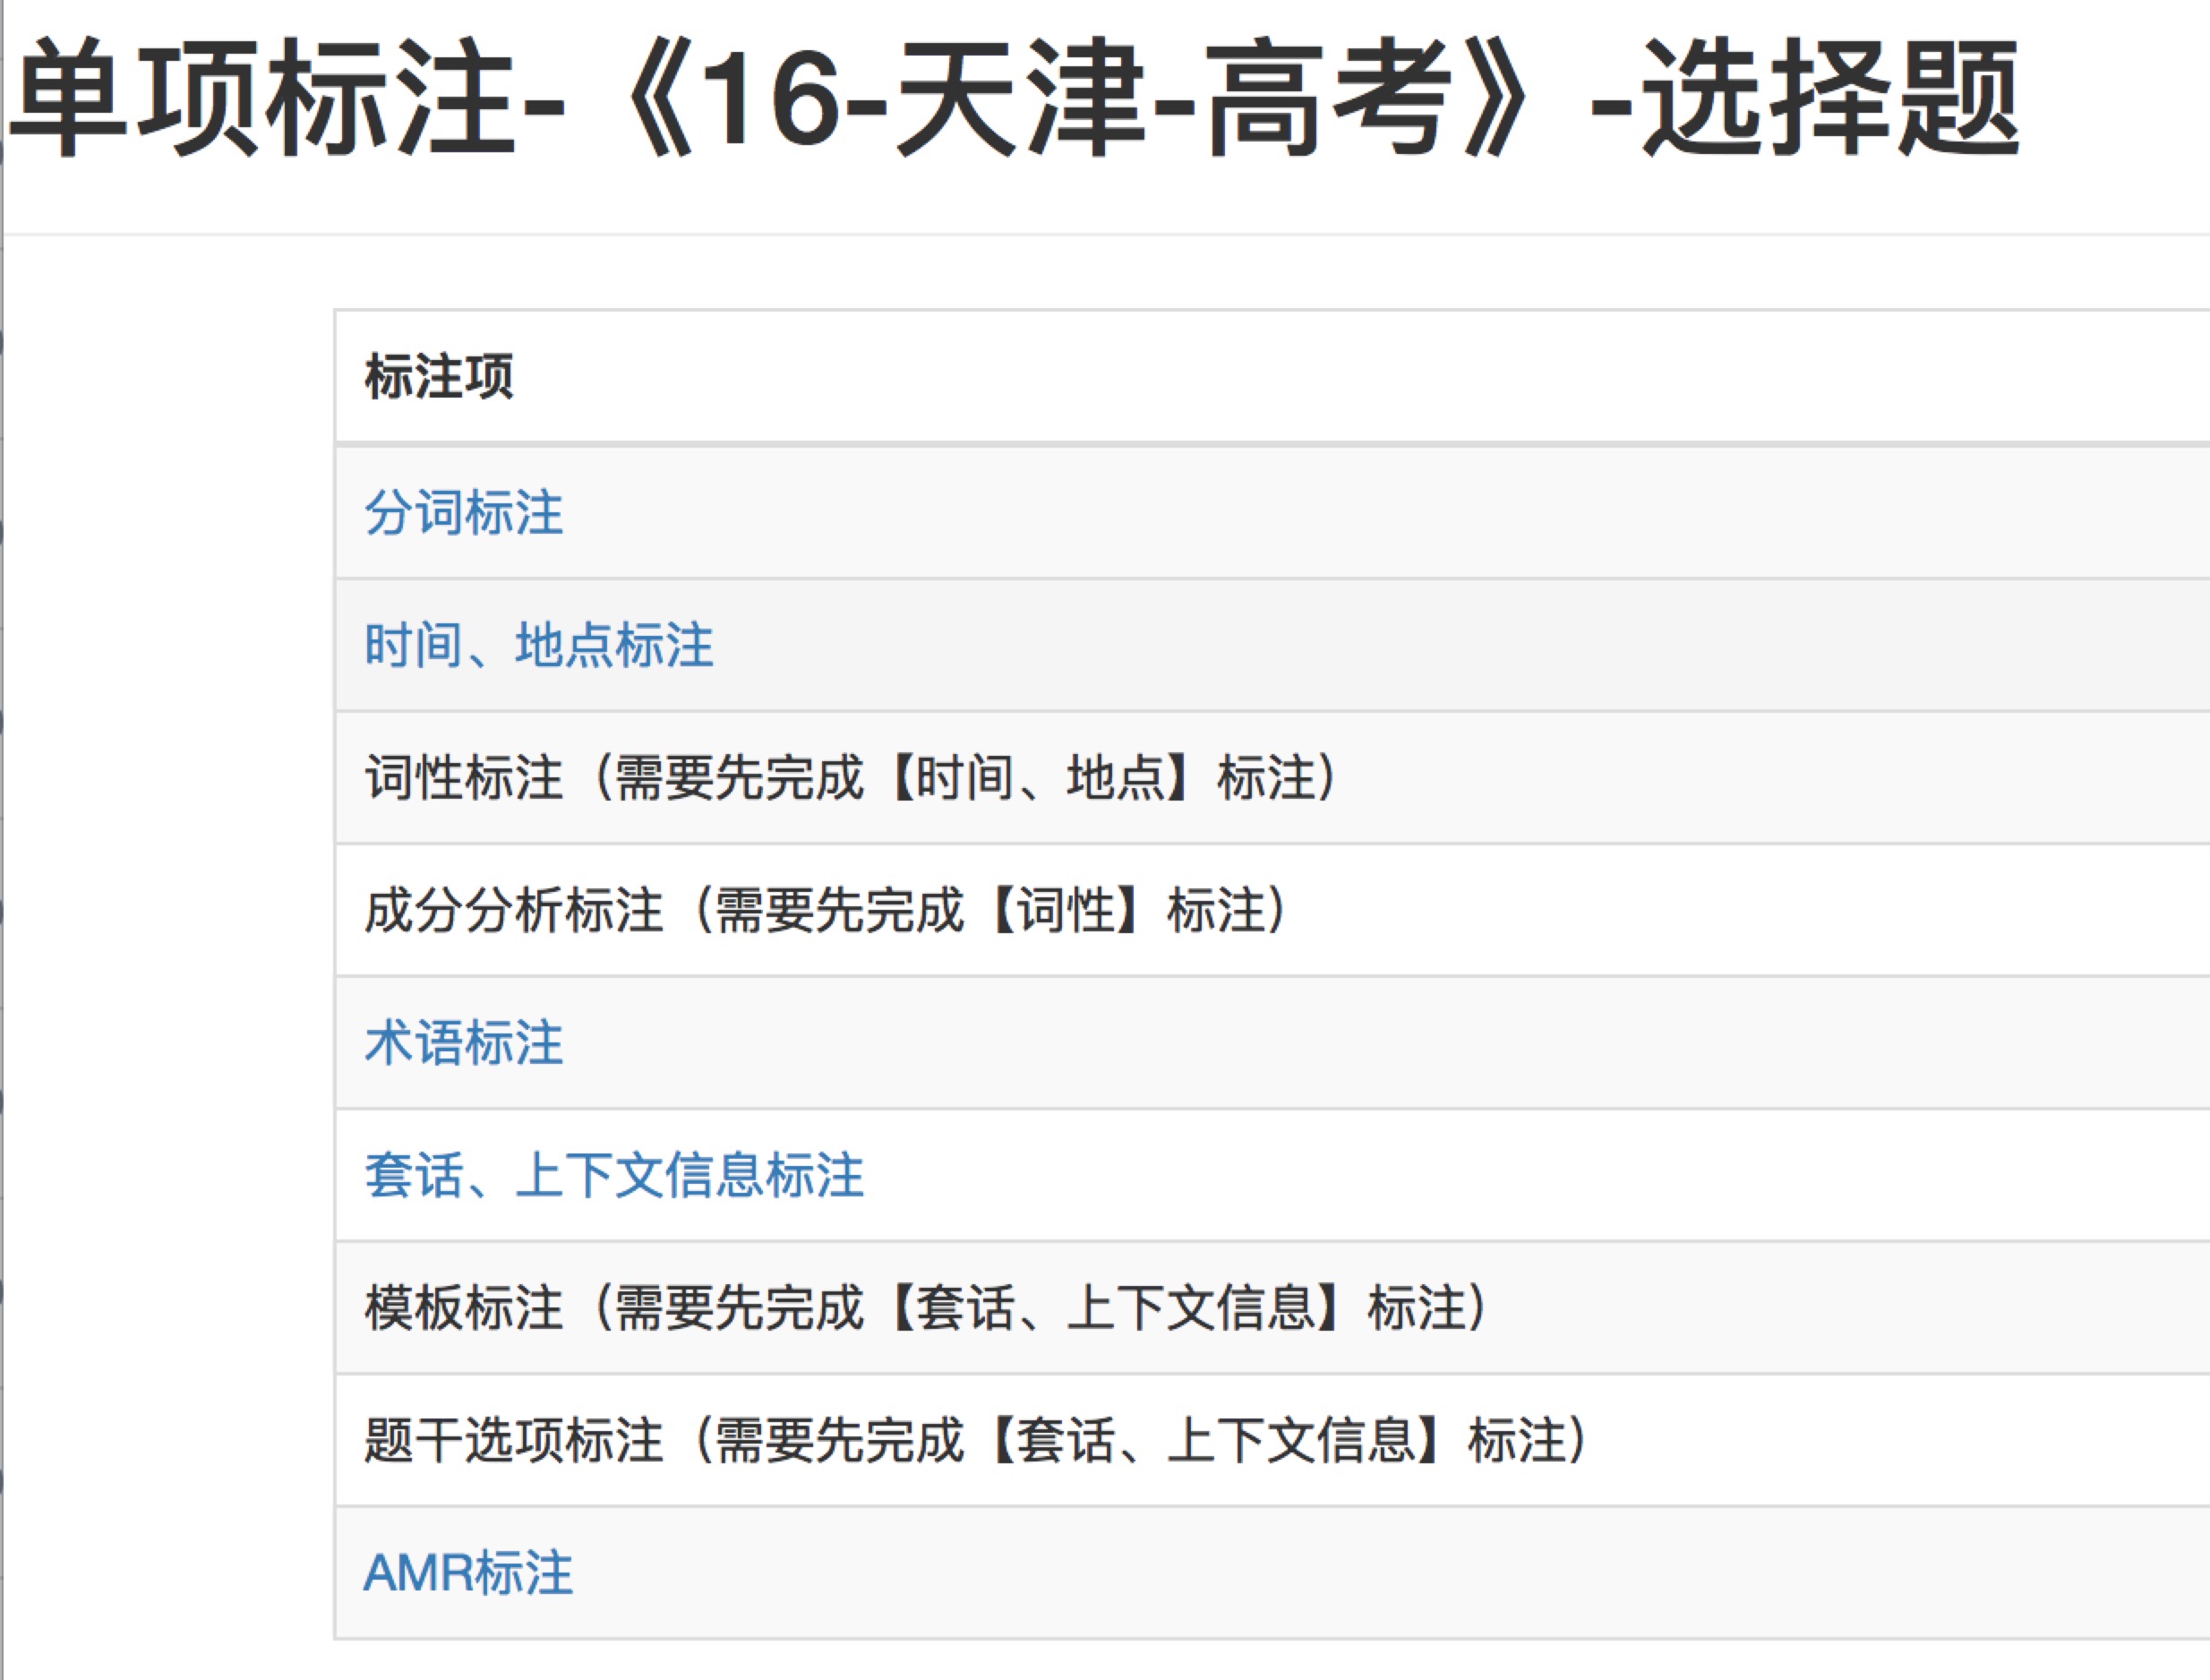 单项标注-《16-天津-高考》-选择题
标注项
分词标注
时间、地点标注
词性标注（需要先完成【时间、地点】标注）
成分分析标注（需要先完成【词性】标注）
术语标注
套话、上下文信息标注
模板标注（需要先完成【套话、上下文信息】标注）
题干选项标注（需要先完成【套话、上下文信息】标注）
AMR标注